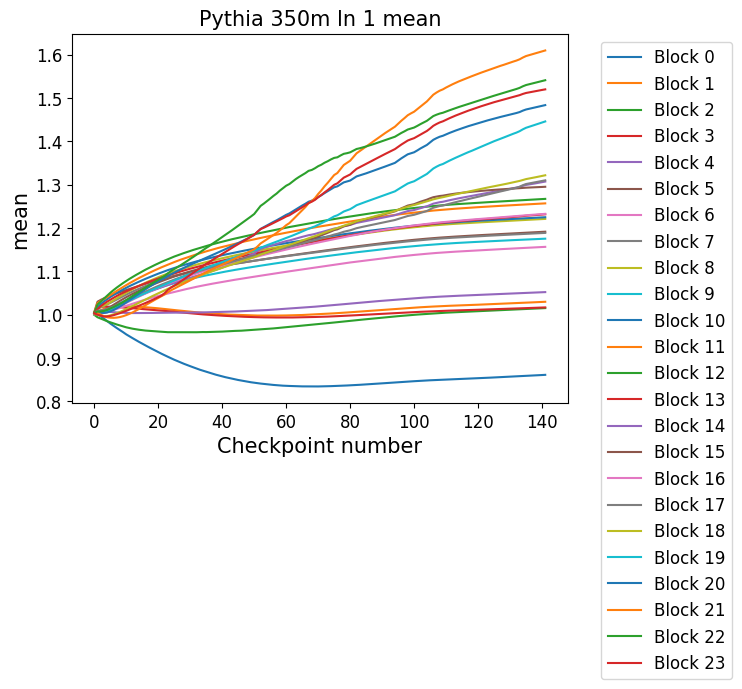 Pythia 350m ln 1 mean
mean
1.6
1.5
1.4
1.3
1.2
1.1
1.0
0.9
0.8
0
20
40
60
80
100
120
140
Checkpoint number
Block 0
Block 1
Block 2
Block 3
Block 4
Block 5
Block 6
Block 7
Block 8
Block 9
Block 10
Block 11
Block 12
Block 13
Block 14
Block 15
Block 16
Block 17
Block 18
Block 19
Block 20
Block 21
Block 22
Block 23